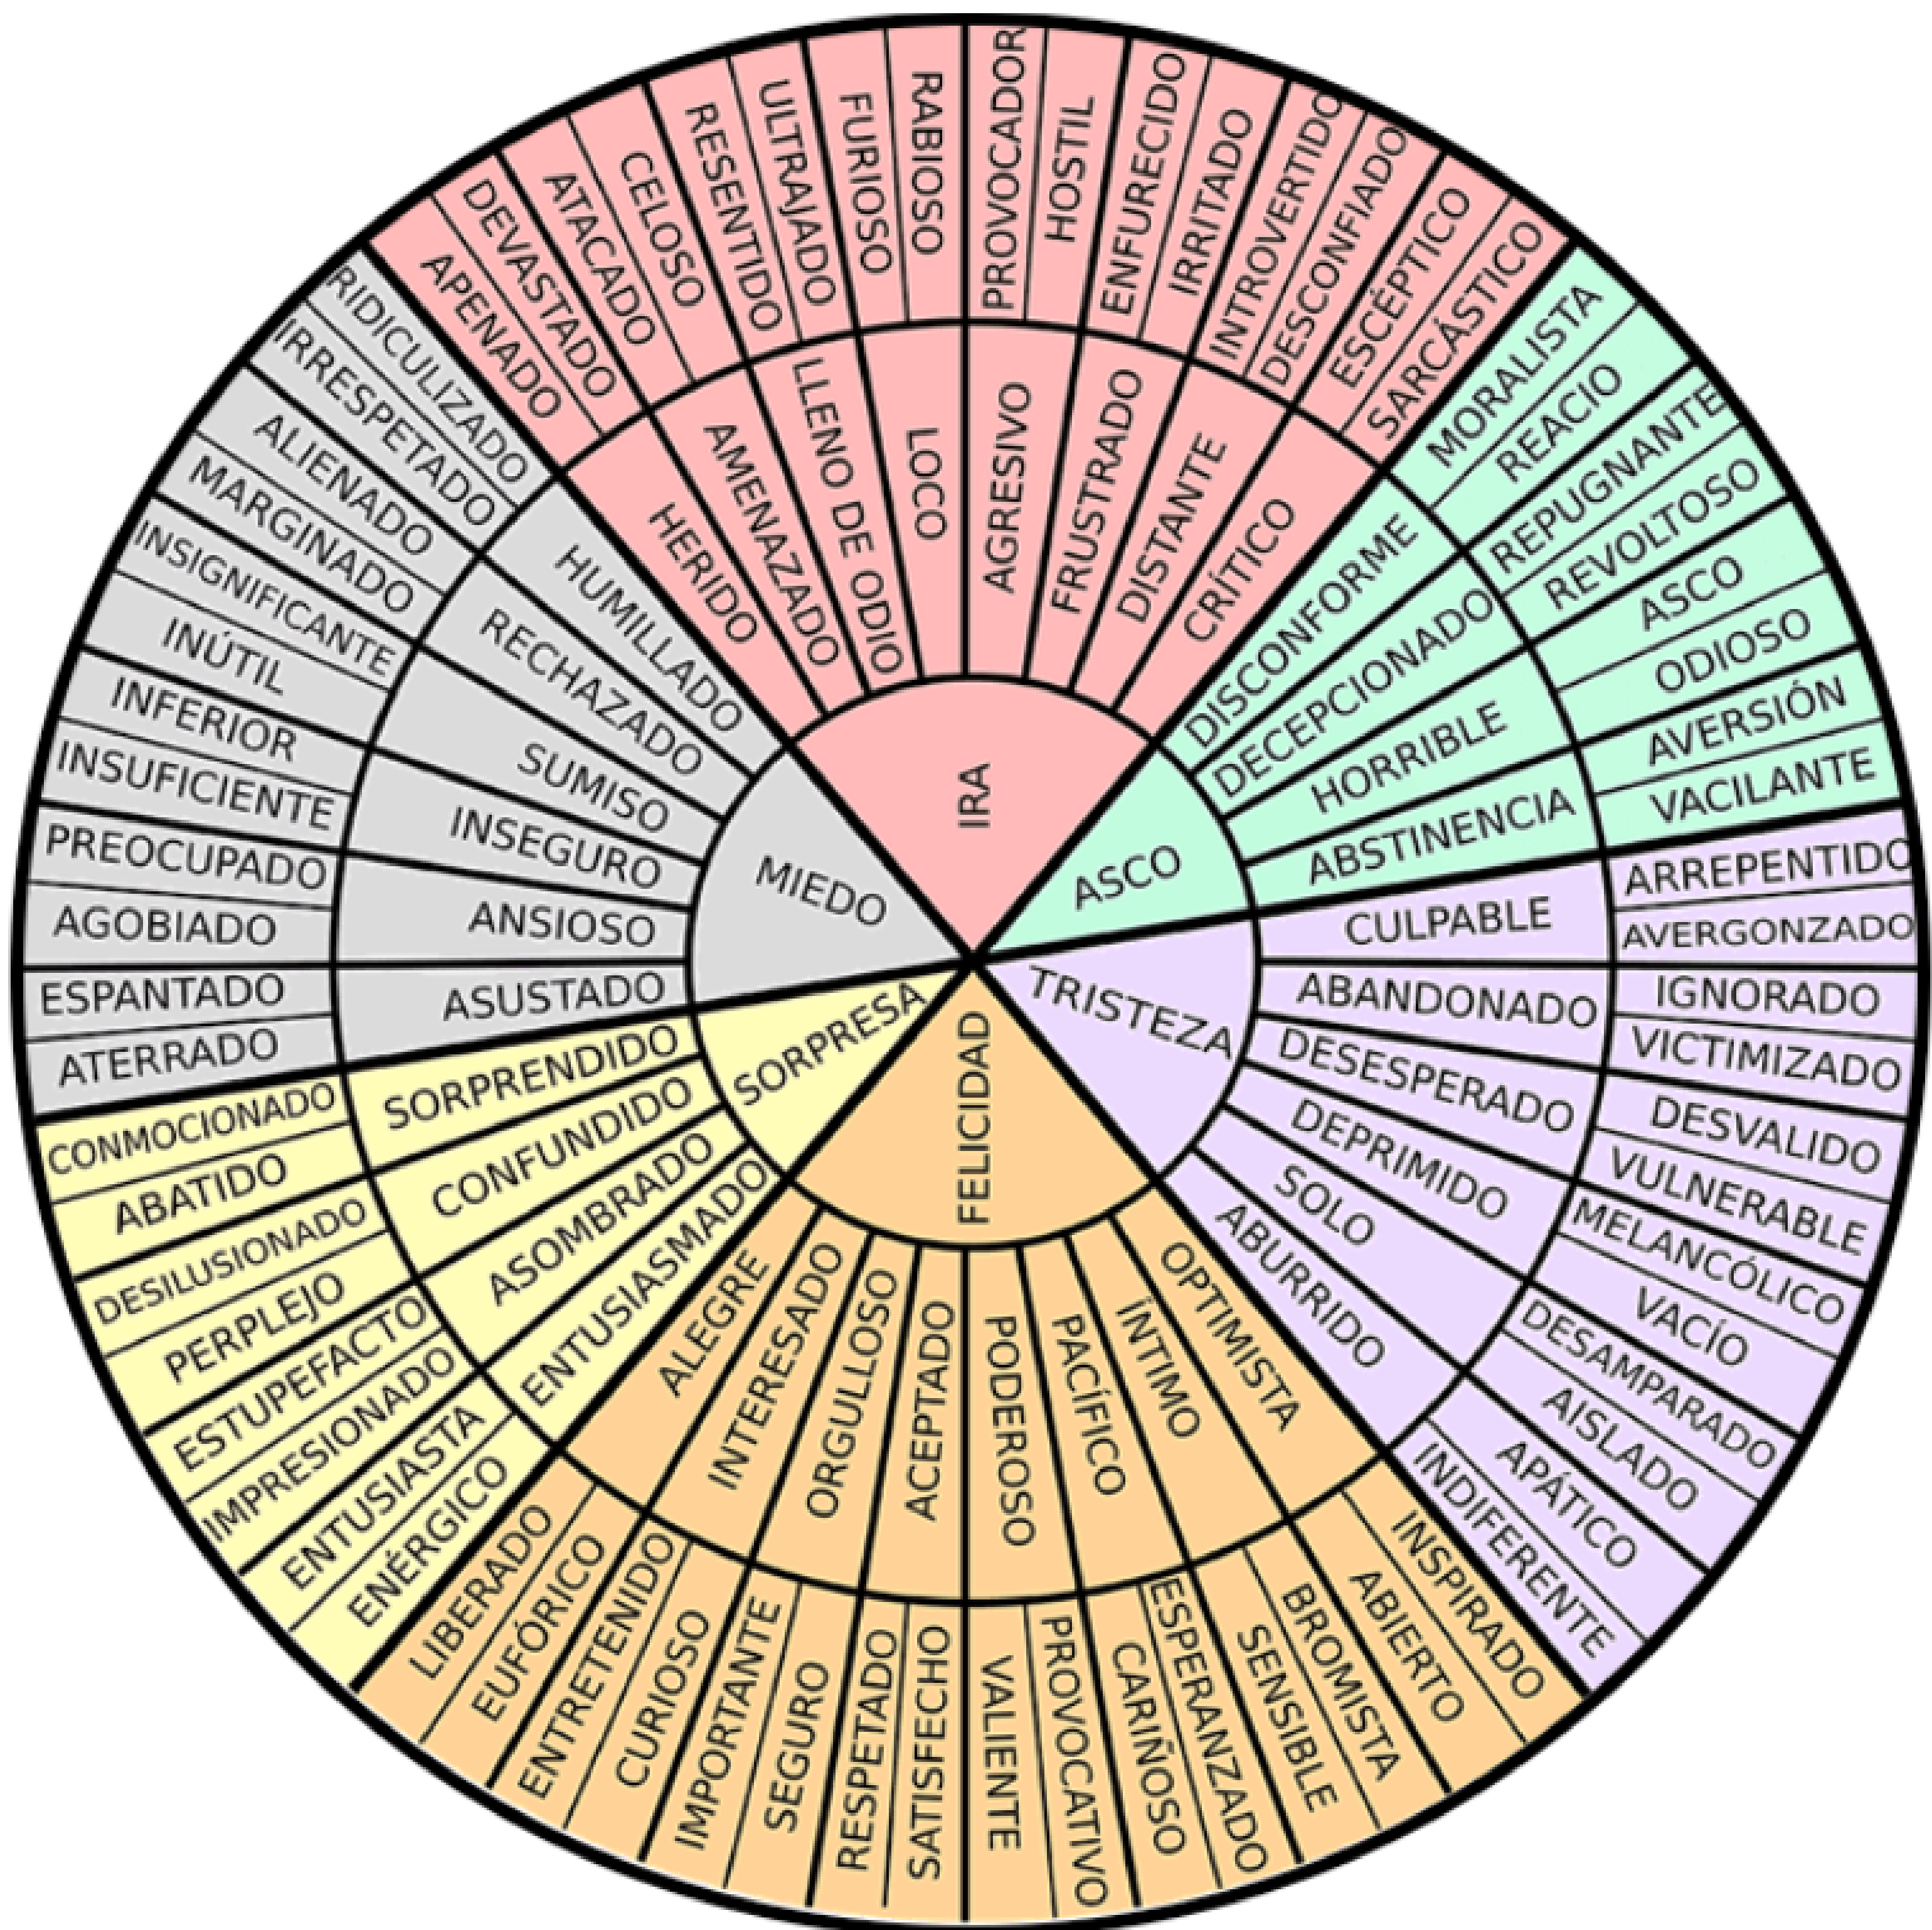 IRA
ASCO
TRISTEZA
FELICIDAD
SORPRESA
MIEDO
HERIDO
AMENAZADO
LLENO DE ODIO
LOCO
AGRESIVO
FRUSTRADO
DISTANTE
CRÍTICO
DISCONFORME
DECEPCIONADO
HORRIBLE
ABSTINENCIA
CULPABLE
ABANDONADO
DESESPERADO
DEPRIMIDO
SOLO
ABURRIDO
OPTIMISTA
ÍNTIMO
PACÍFICO
PODEROSO
ACEPTADO
ORGULLOSO
INTERESADO
ALEGRE
ENTUSIASMADO
ASOMBRADO
CONFUNDIDO
SORPRENDIDO
ASUSTADO
ANSIOSO
INSEGURO
SUMISO
RECHAZADO
HUMILLADO
APENADO
DEVASTADO
ATACADO
CELOSO
RESENTIDO
ULTRAJADO
FURIOSO
RABIOSO
PROVOCADOR
HOSTIL
ENFURECIDO
IRRITADO
INTROVERTIDO
DESCONFIADO
ESCÉPTICO
SARCÁSTICO
MORALISTA
REACIO
REPUGNANTE
REVOLTOSO
ASCO
ODIOSO
AVERSIÓN
VACILANTE
ARREPENTIDO
AVERGONZADO
IGNORADO
VICTIMIZADO
DESVALIDO
VULNERABLE
MELANCÓLICO
VACÍO
DESAMPARADO
AISLADO
APÁTICO
INDIFERENTE
INSPIRADO
ABIERTO
BROMISTA
SENSIBLE
ESPERANZADO
CARIÑOSO
PROVOCATIVO
VALIENTE
SATISFECHO
RESPETADO
SEGURO
IMPORTANTE
CURIOSO
ENTRETENIDO
EUFÓRICO
LIBERADO
ENÉRGICO
ENTUSIASTA
IMPRESIONADO
ESTUPEFACTO
PERPLEJO
DESILUSIONADO
ABATIDO
CONMOCIONADO
ATERRADO
ESPANTADO
AGOBIADO
PREOCUPADO
INSUFICIENTE
INFERIOR
INÚTIL
INSIGNIFICANTE
MARGINADO
ALIENADO
IRRESPETADO
RIDICULIZADO